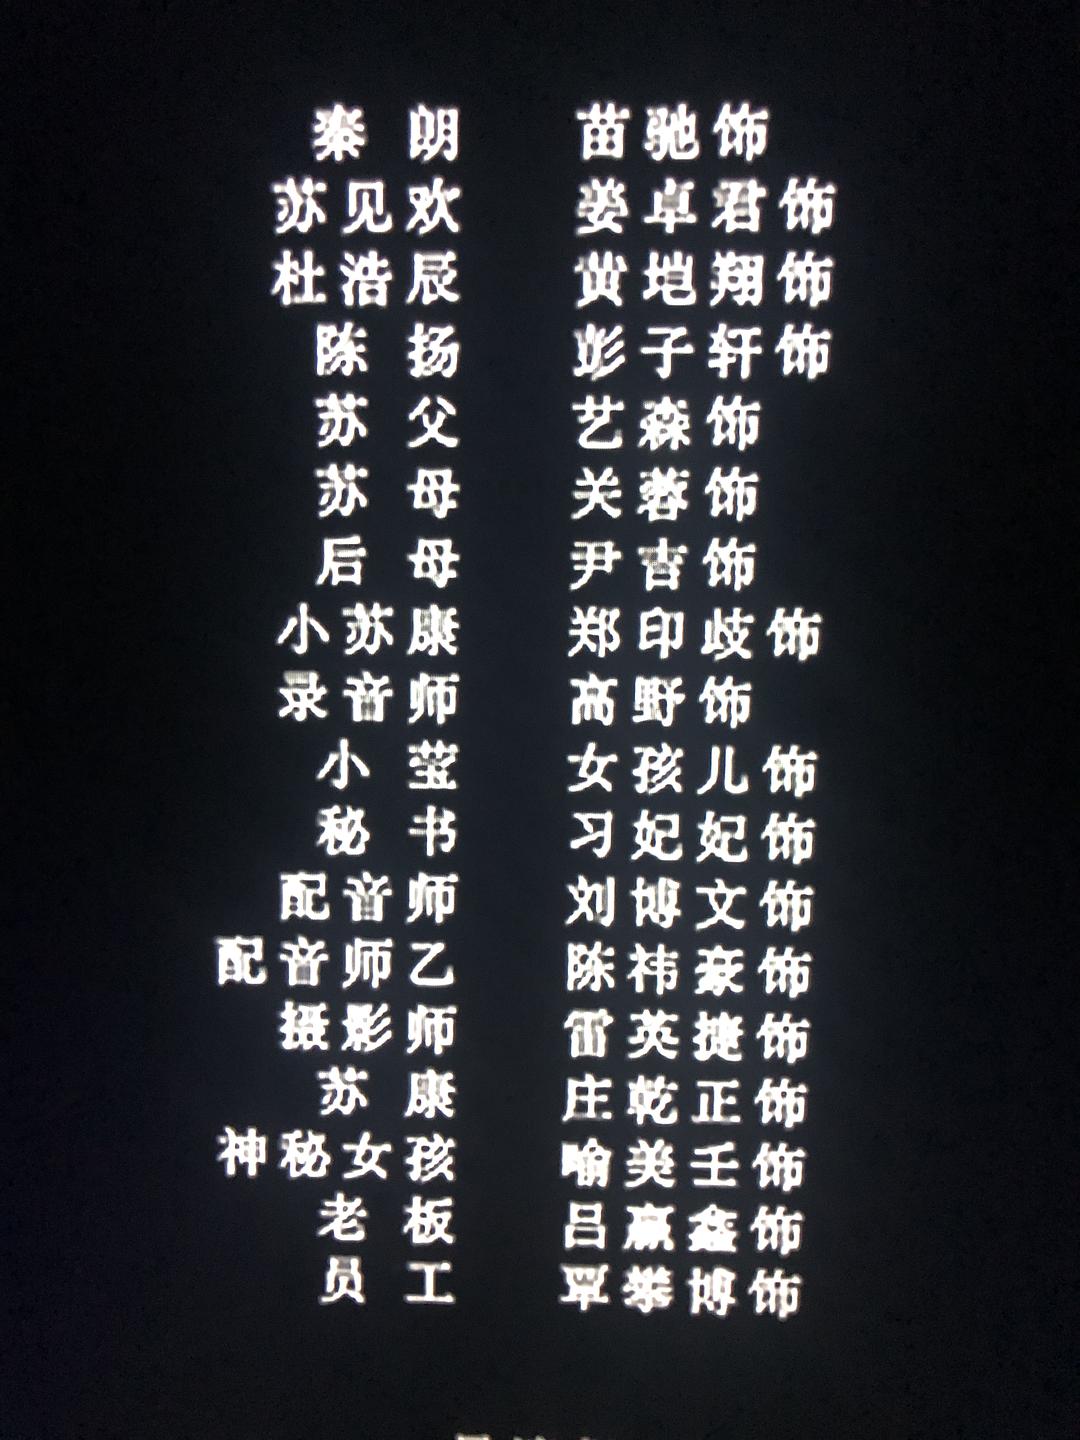 秦朗 苗驰饰
苏见欢 姜卓君饰
杜浩辰 黄垲翔饰
陈扬 彭子轩饰
苏父 艺森饰
苏母 关蓉饰
后母 尹吉饰
小苏康 郑印歧饰
录音师 高野饰
小莹 女孩儿饰
秘书 习妃妃饰
配音师 刘博文饰
配音师乙 陈祎豪饰
摄影师 雷英捷饰
苏康 庄乾正饰
神秘女孩 喻美壬饰
老板 吕赢鑫饰
员工 覃攀博饰